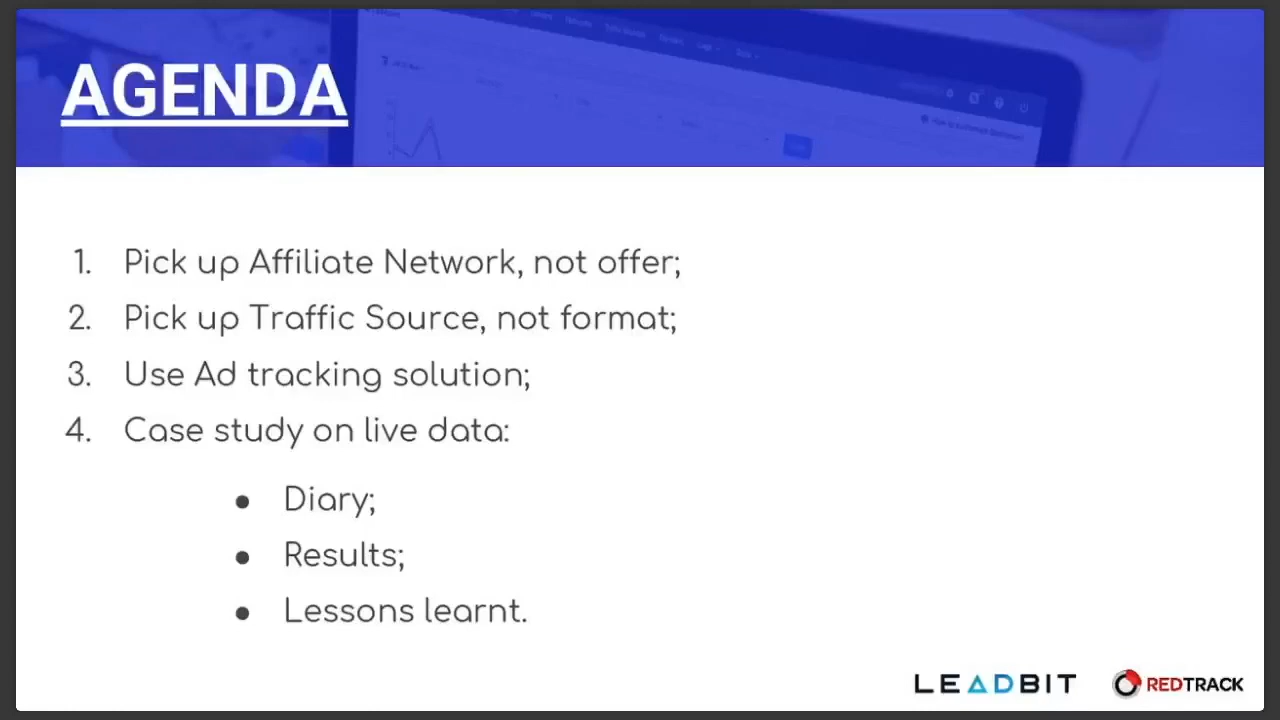 AGENDA
1. Pick up Affiliate Network, not offer;
2. Pick up Traffic Source, not format;
3. Use Ad tracking solution;
4. Case study on live data:
● Diary;
● Results;
● Lessons learnt.
LEADBIT REDTRACK